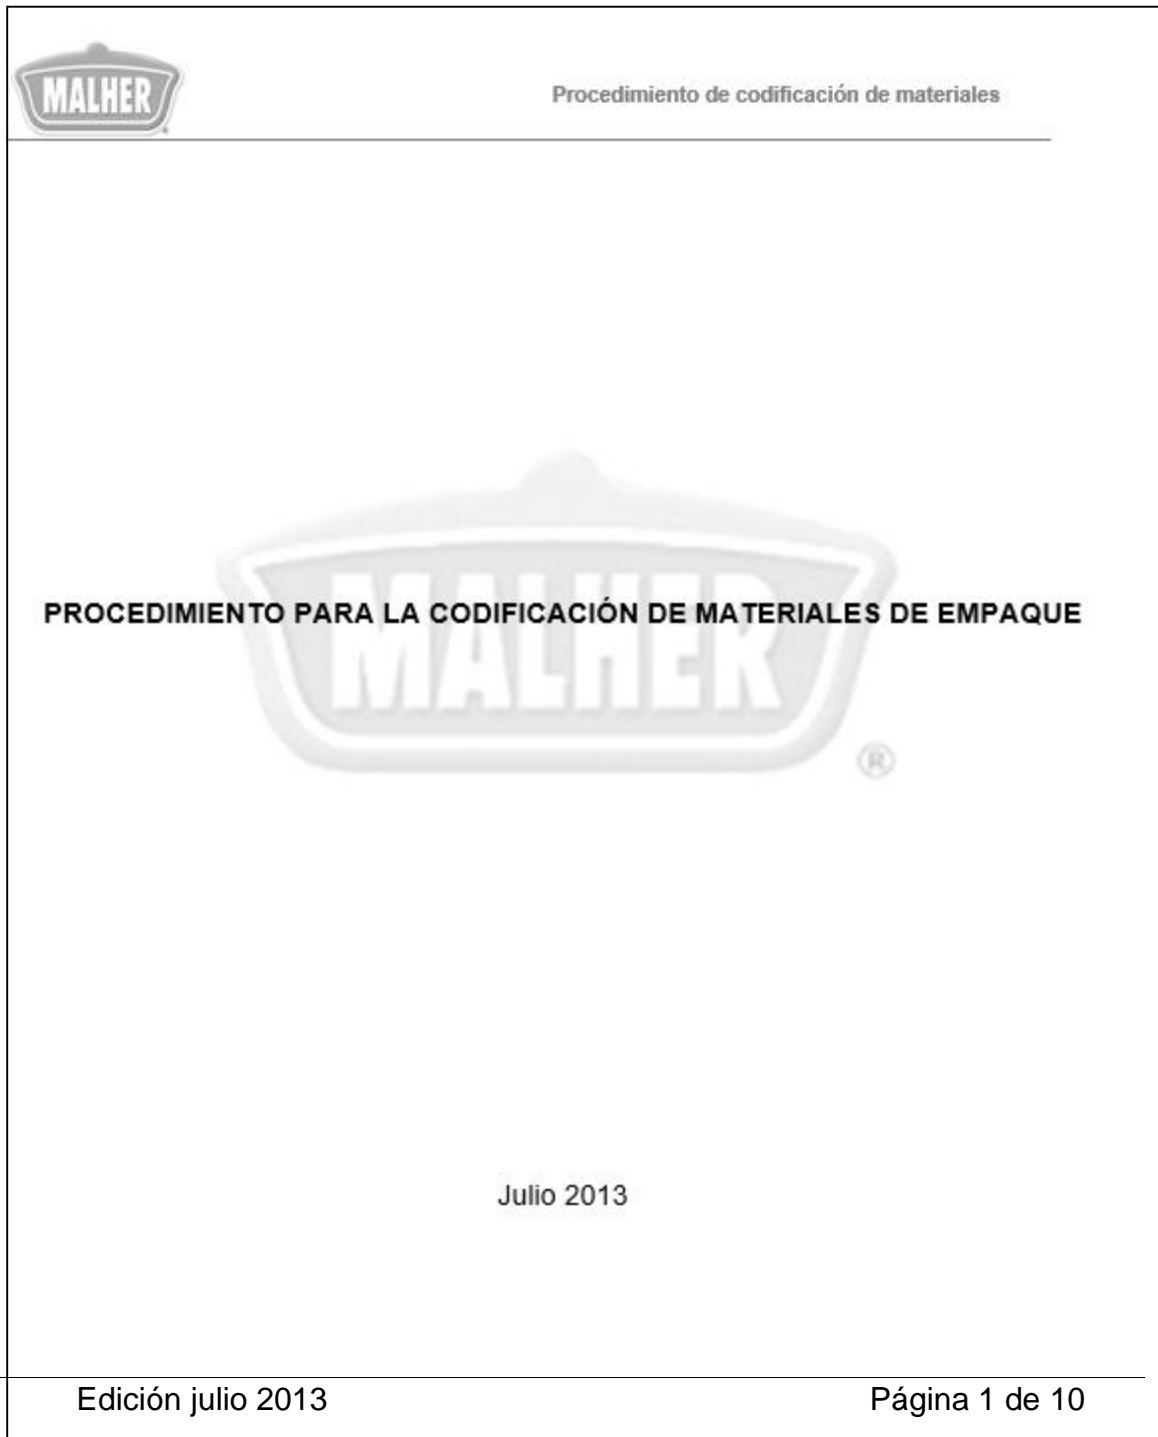 MALHER
Procedimiento de codificación de materiales
PROCEDIMIENTO PARA LA CODIFICACIÓN DE MATERIALES DE EMPAQUE
MALHER
®
Julio 2013
Edición julio 2013
Página 1 de 10